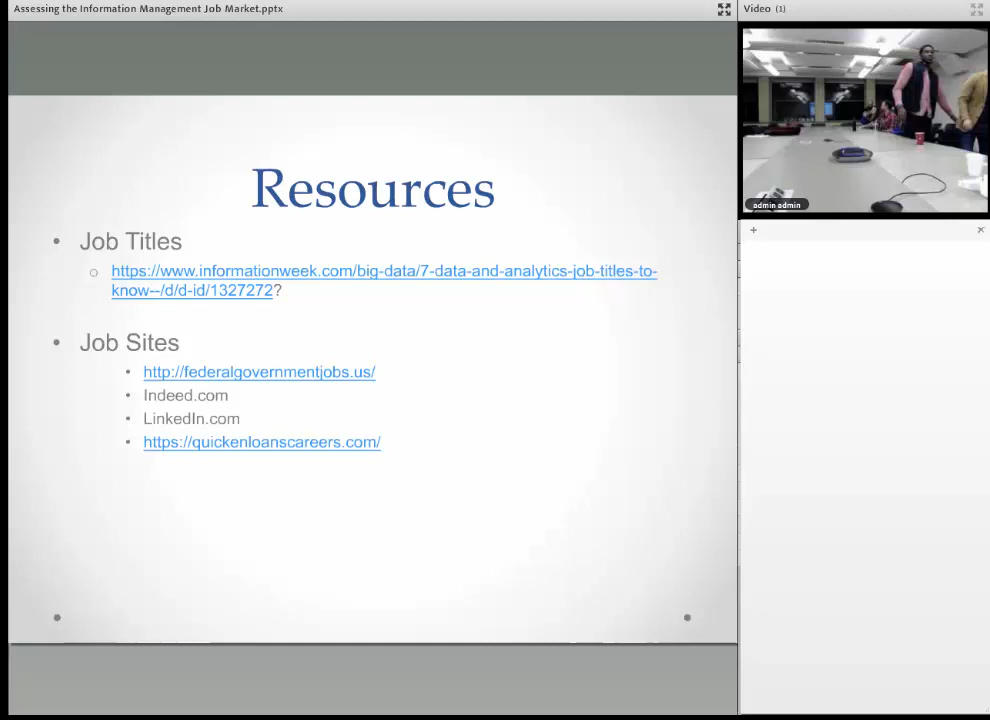 Assessing the Information Management Job Market.pptx
Video (1)
admin admin
Resources
• Job Titles
○ https://www.informationweek.com/big-data/7-data-and-analytics-job-titles-to-
know--/d/d-id/1327272?
• Job Sites
• http://federalgovernmentjobs.us/
• Indeed.com
• LinkedIn.com
• https://quickenloanscareers.com/